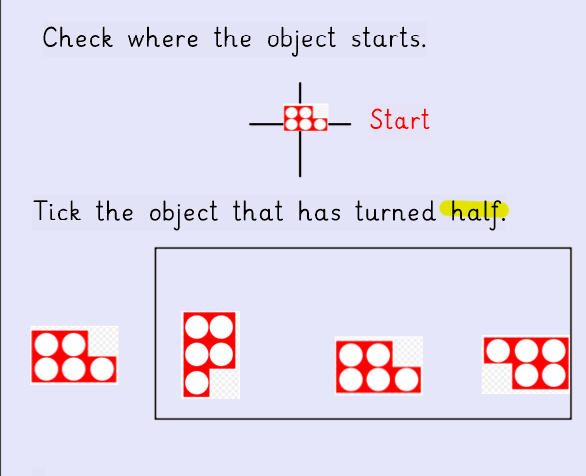 Check where the object starts.
Start
Tick the object that has turned half.